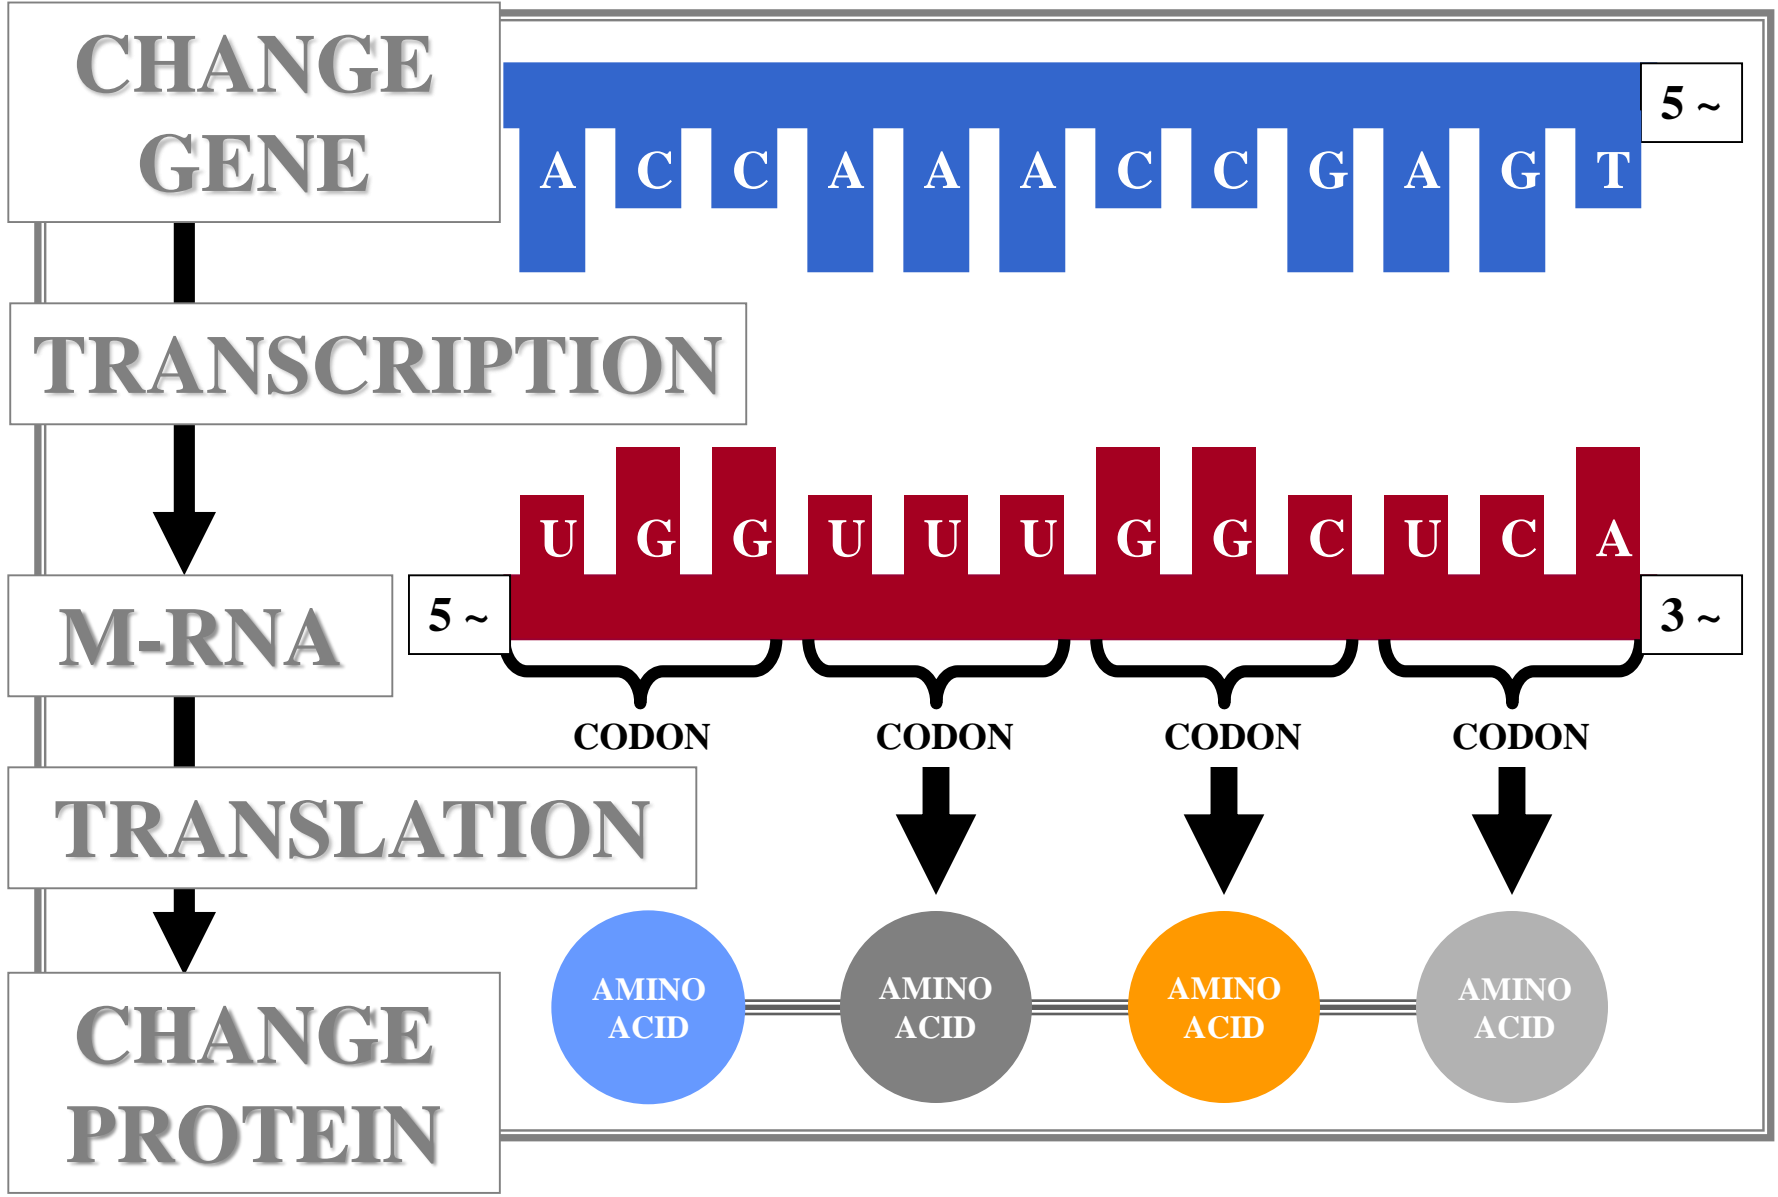 CHANGE
GENE
5 ~
A C C A A A C C G A G T
TRANSCRIPTION
U G G U U U G G C U C A
M-RNA
5 ~
3 ~
CODON CODON CODON CODON
TRANSLATION
AMINO
ACID
AMINO
ACID
AMINO
ACID
AMINO
ACID
CHANGE
PROTEIN